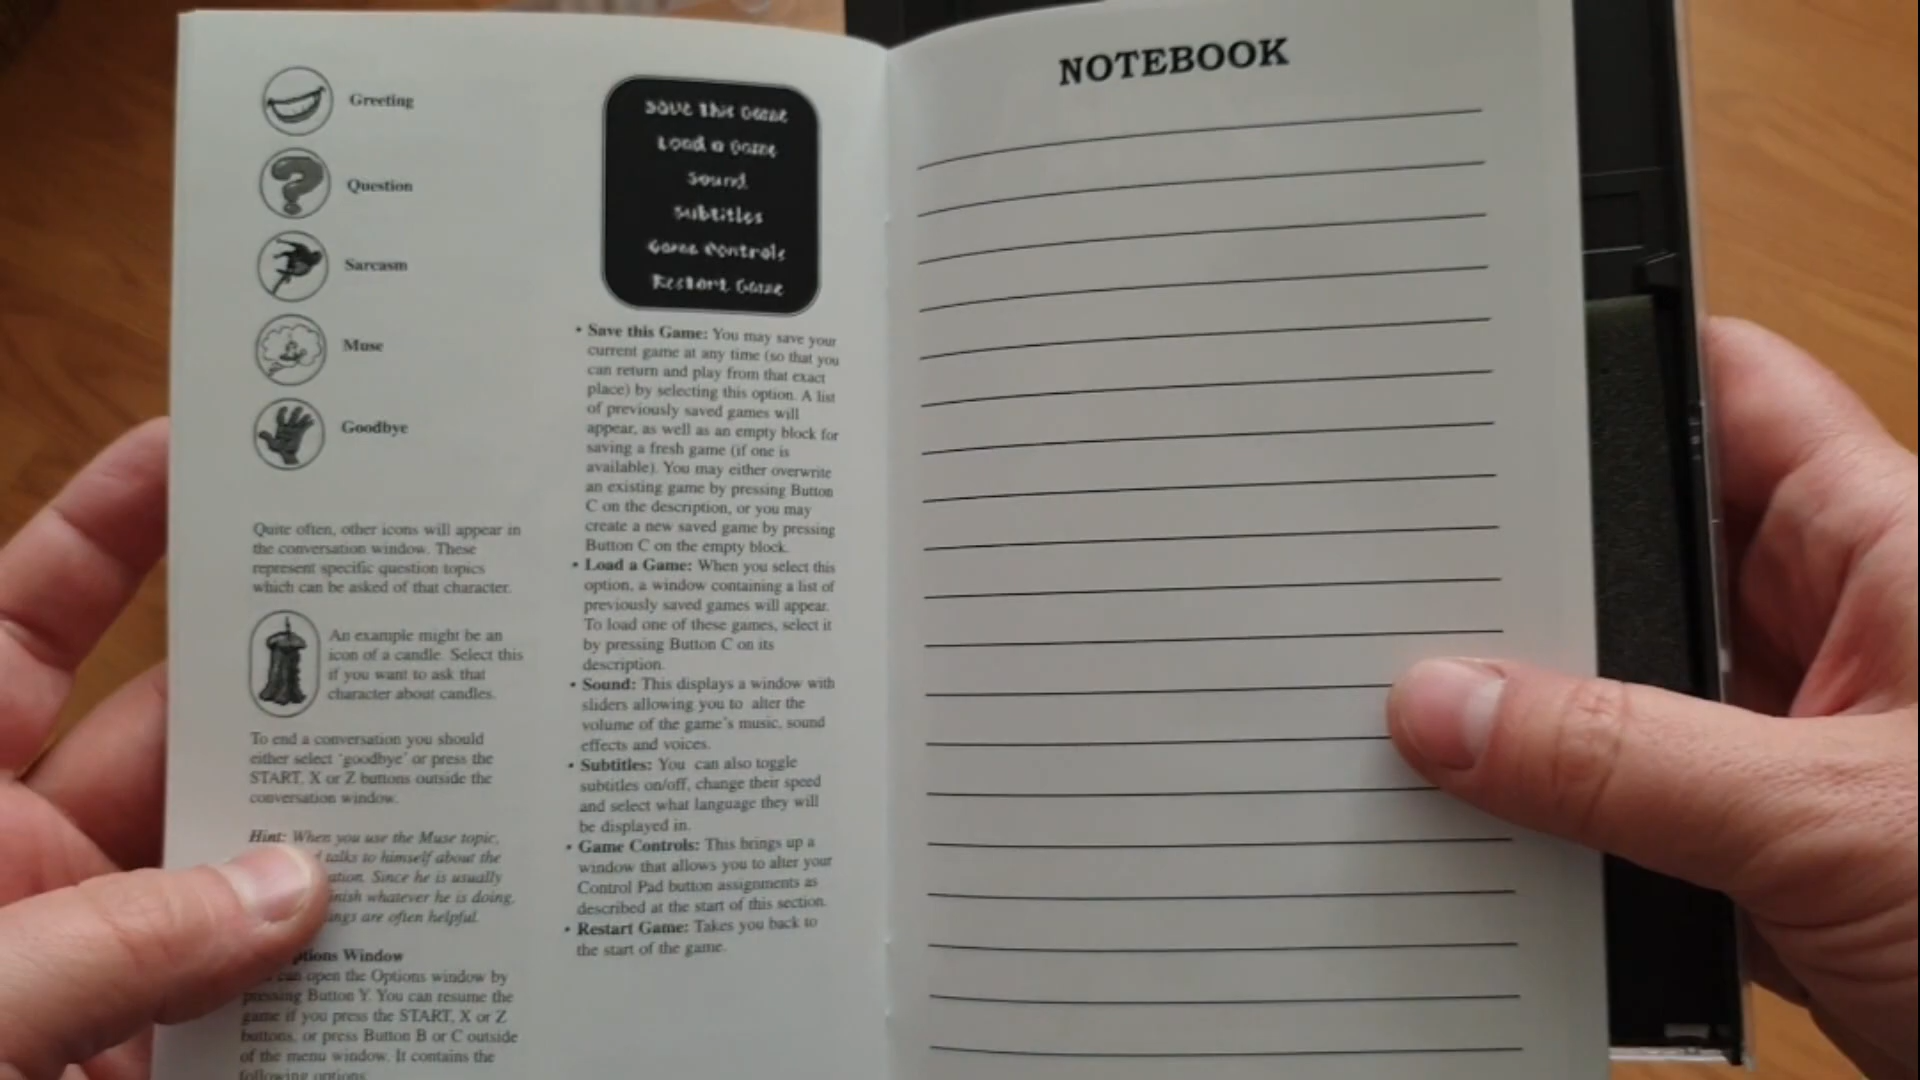 Greeting
Question
Sarcasm
Muse
Goodbye
Quite often, other icons will appear in
the conversation window. These
represent specific question topics
which can be asked of that character.
An example might be an
icon of a candle. Select this
if you want to ask that
character about candles.
To end a conversation you should
either select 'goodbye' or press the
START, X or Z buttons outside the
conversation window.
Hint: When you use the Muse topic,
talks to himself about the
Since he is usually
whatever he is doing,
are often helpful.
Window
can open the Options window by
pressing Button Y. You can resume the
game if you press the START, X or Z
buttons, or press Button B or C outside
of the menu window. It contains the
following options.
Save this Game
Load a Game
Sound
Subtitles
Game Controls
Restart Game
• Save this Game: You may save your
current game at any time (so that you
can return and play from that exact
place) by selecting this option. A list
of previously saved games will
appear, as well as an empty block for
saving a fresh game (if one is
available). You may either overwrite
an existing game by pressing Button
C on the description, or you may
create a new saved game by pressing
Button C on the empty block.
• Load a Game: When you select this
option, a window containing a list of
previously saved games will appear.
To load one of these games, select it
by pressing Button C on its
description.
• Sound: This displays a window with
sliders allowing you to alter the
volume of the game's music, sound
effects and voices.
• Subtitles: You can also toggle
subtitles on/off, change their speed
and select what language they will
be displayed in.
• Game Controls: This brings up a
window that allows you to alter your
Control Pad button assignments as
described at the start of this section.
• Restart Game: Takes you back to
the start of the game.
NOTEBOOK